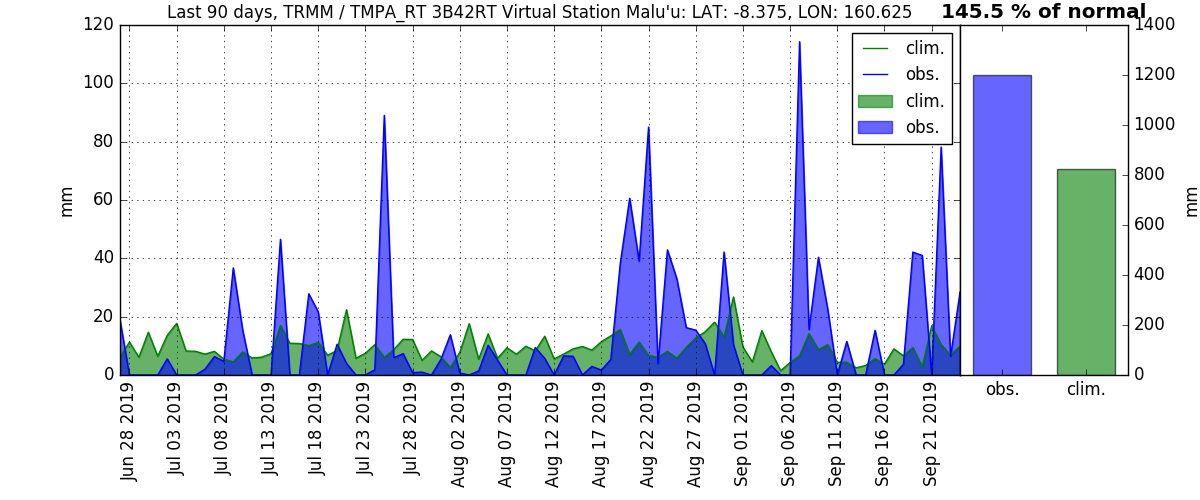 Last 90 days, TRMM / TMPA_RT 3B42RT Virtual Station Malu'u: LAT: -8.375, LON: 160.625
145.5 % of normal
120
100
80
60
40
20
0
mm
clim.
obs.
clim.
obs.
1400
1200
1000
800
600
400
200
0
mm
obs.
clim.
Jun 28 2019
Jul 03 2019
Jul 08 2019
Jul 13 2019
Jul 18 2019
Jul 23 2019
Jul 28 2019
Aug 02 2019
Aug 07 2019
Aug 12 2019
Aug 17 2019
Aug 22 2019
Aug 27 2019
Sep 01 2019
Sep 06 2019
Sep 11 2019
Sep 16 2019
Sep 21 2019